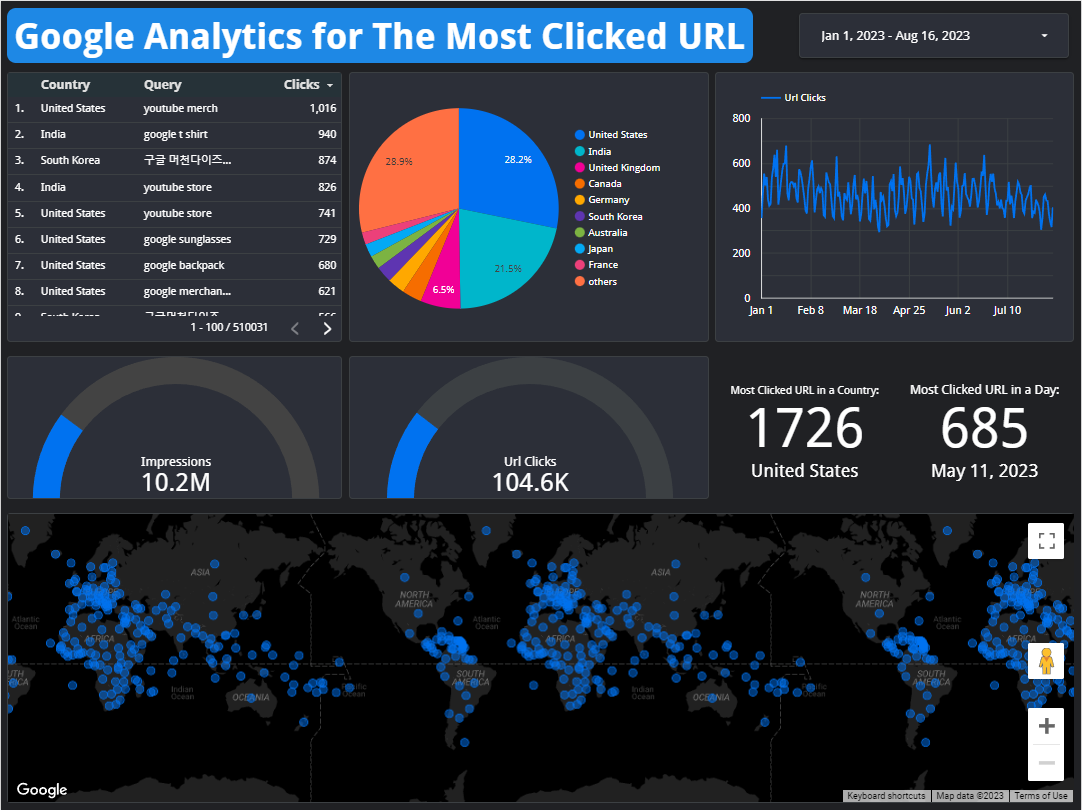 Google Analytics for The Most Clicked URL
Jan 1, 2023 - Aug 16, 2023
Country Query Clicks
1. United States youtube merch 1,016
2. India google t shirt 940
3. South Korea 구글 머천다이즈... 874
4. India youtube store 826
5. United States youtube store 741
6. United States google sunglasses 729
7. United States google backpack 680
8. United States google merchan... 621
1 - 100 / 510031
28.2%
21.5%
6.5%
28.9%
United States
India
United Kingdom
Canada
Germany
South Korea
Australia
Japan
France
others
Url Clicks
800
600
400
200
0
Jan 1 Feb 8 Mar 18 Apr 25 Jun 2 Jul 10
Impressions
10.2M
Url Clicks
104.6K
Most Clicked URL in a Country:
1726
United States
Most Clicked URL in a Day:
685
May 11, 2023
ASIA
NORTH
AMERICA
ASIA
NORTH
AMERICA
Atlantic
Ocean
Atlantic
Ocean
Atlantic
Ocean
AFRICA
AFRICA
AFRICA
SOUTH
AMERICA
SOUTH
AMERICA
Indian
Ocean
OCEANIA
Pacific
Ocean
Indian
Ocean
OCEANIA
Pacific
Ocean
Google
Keyboard shortcuts Map data ©2023 Terms of Use